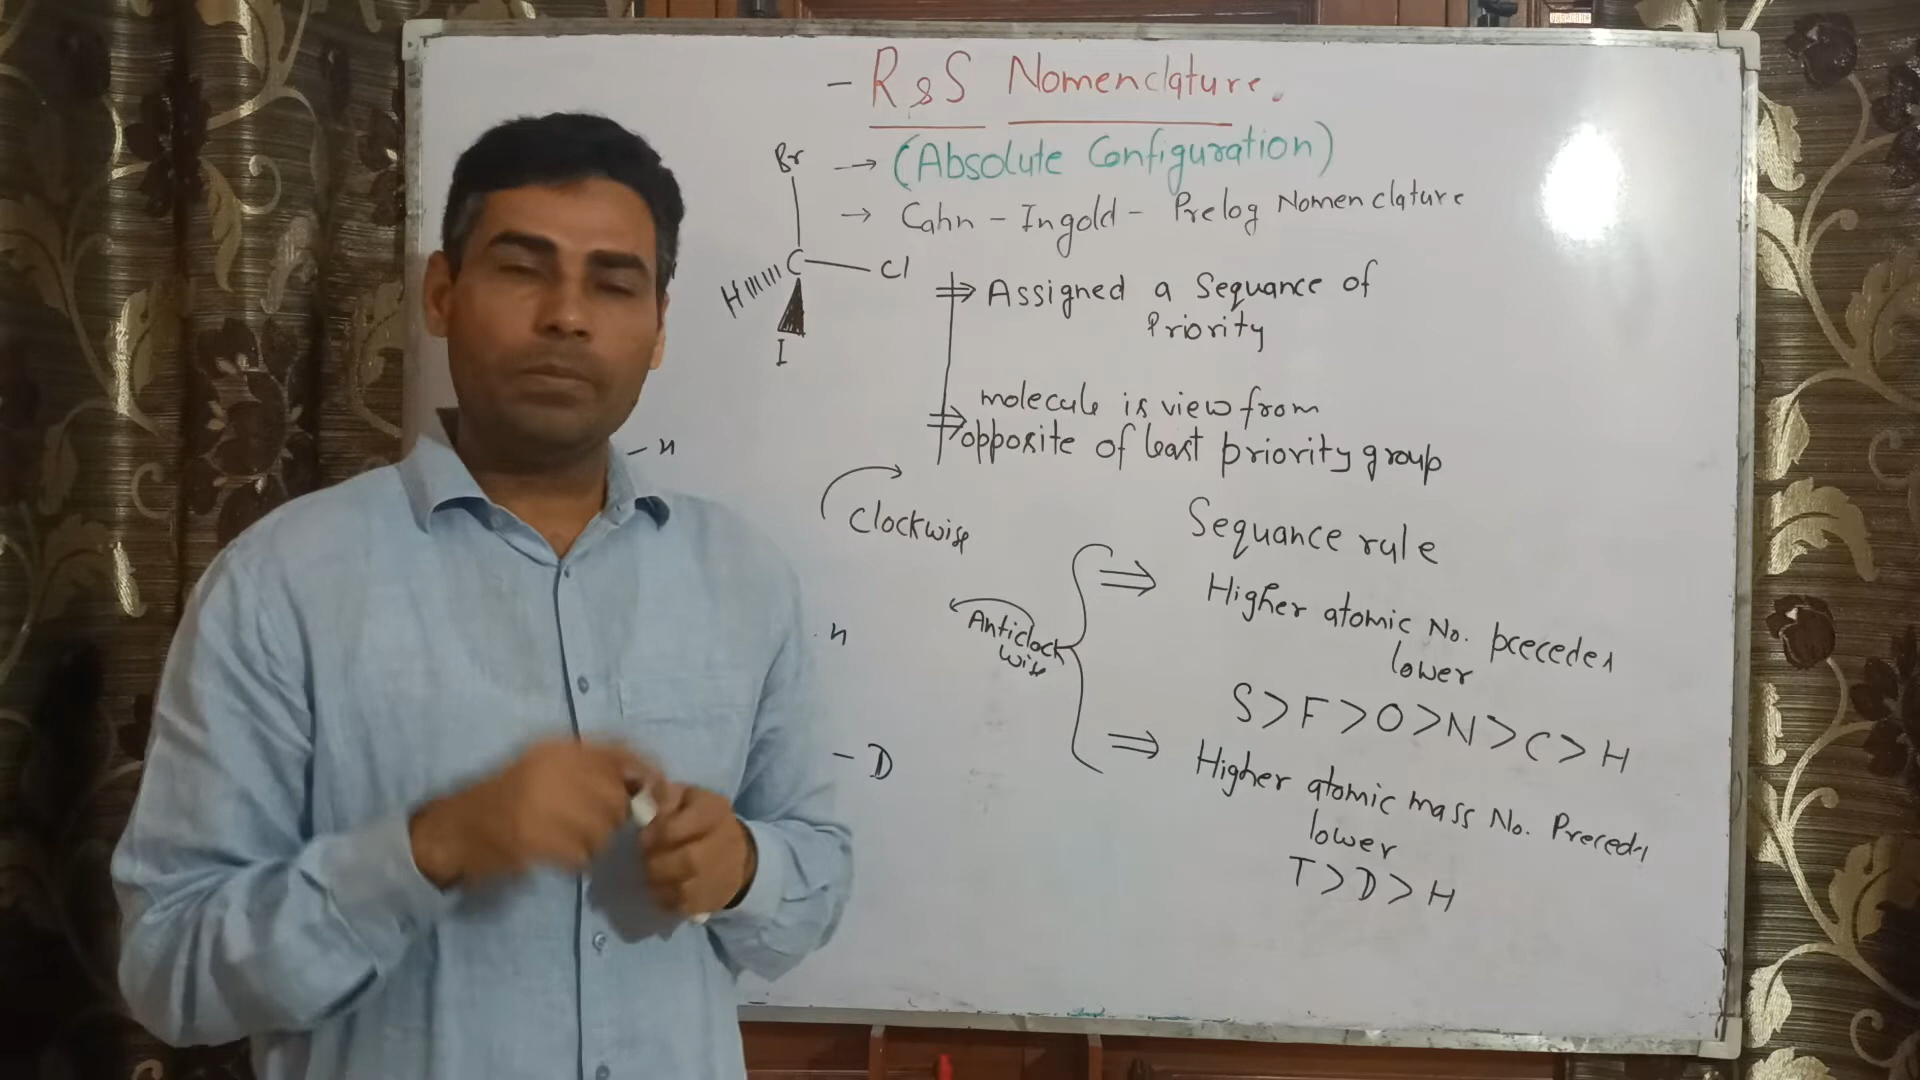 - R & S Nomenclature.
→ (Absolute Configuration)
→ Cahn - Ingold - Prelog Nomenclature
Br
C
Cl
H
I
⇒ Assigned a Sequance of
Priority
⇒ molecule is view from
opposite of least priority group
- H
Clockwise
Sequance rule
⇒ Higher atomic No. precedes
lower
Anticlock
wise
H
S > F > O > N > C > H
- D
⇒ Higher atomic mass No. Precedes
lower
T > D > H